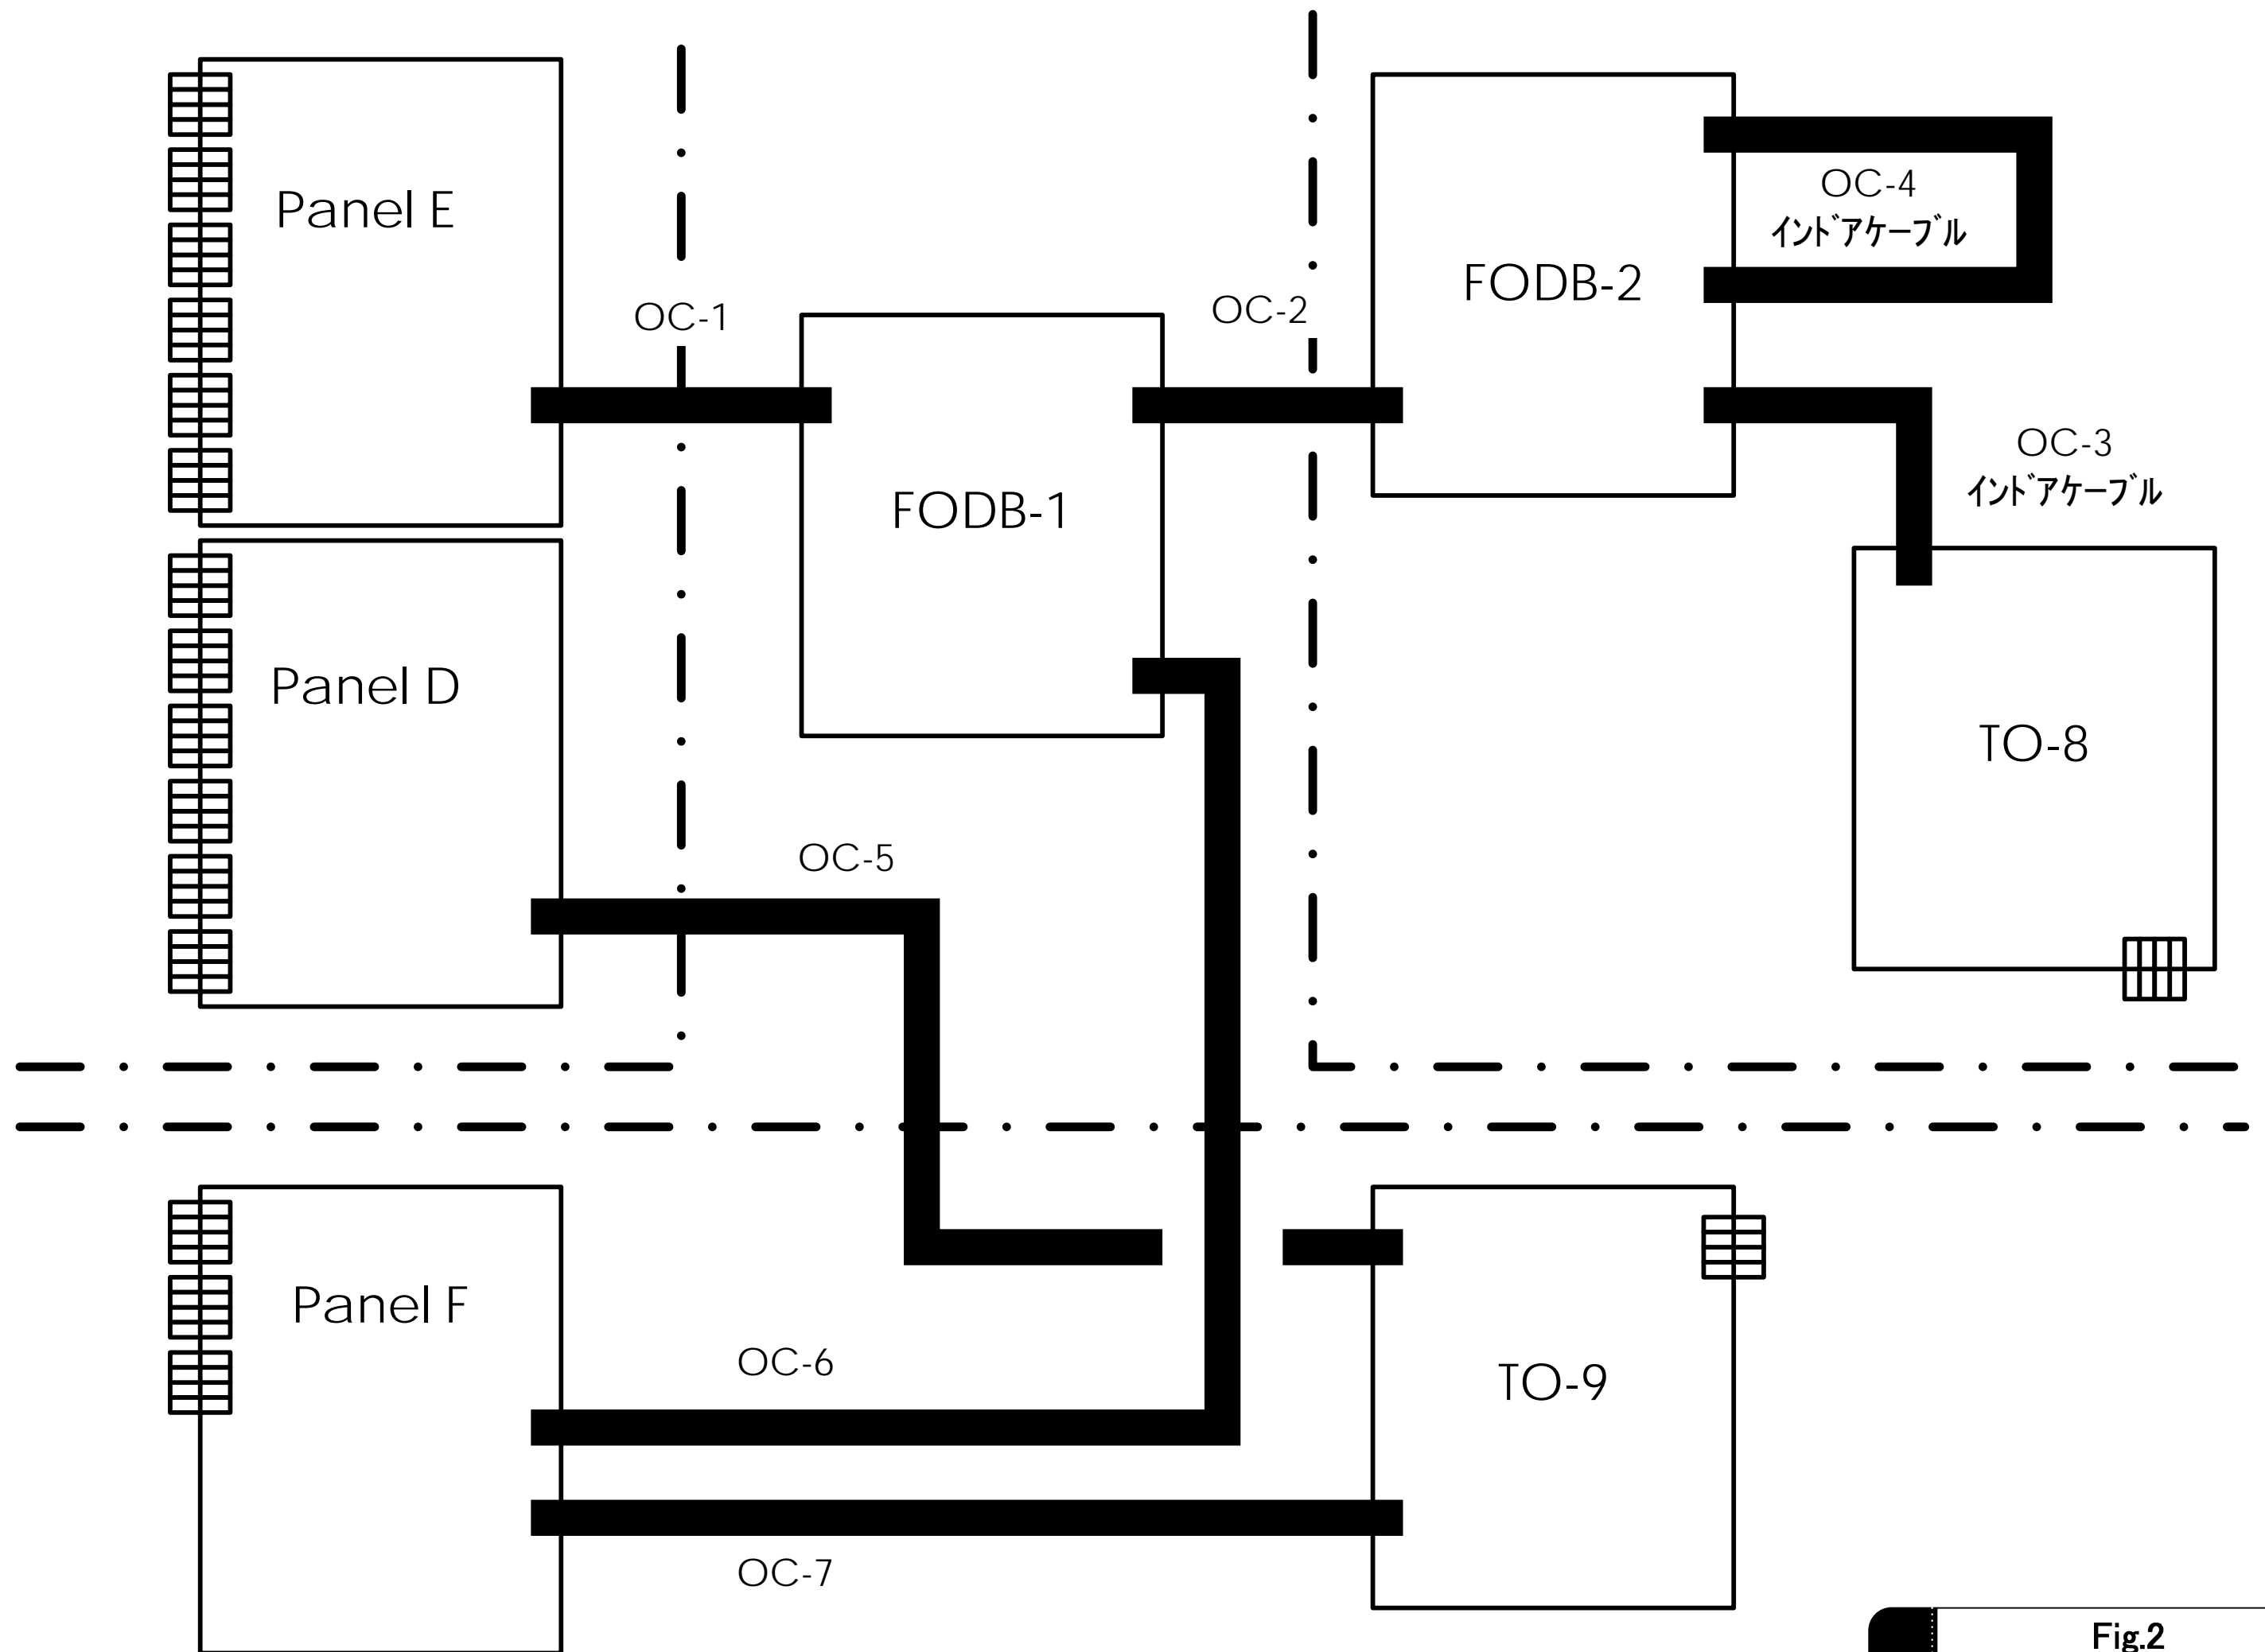 Panel E
OC-4
インドアケーブル
FODB-2
OC-1
OC-2
OC-3
インドアケーブル
FODB-1
Panel D
TO-8
OC-5
Panel F
OC-6
TO-9
OC-7
Fig.2